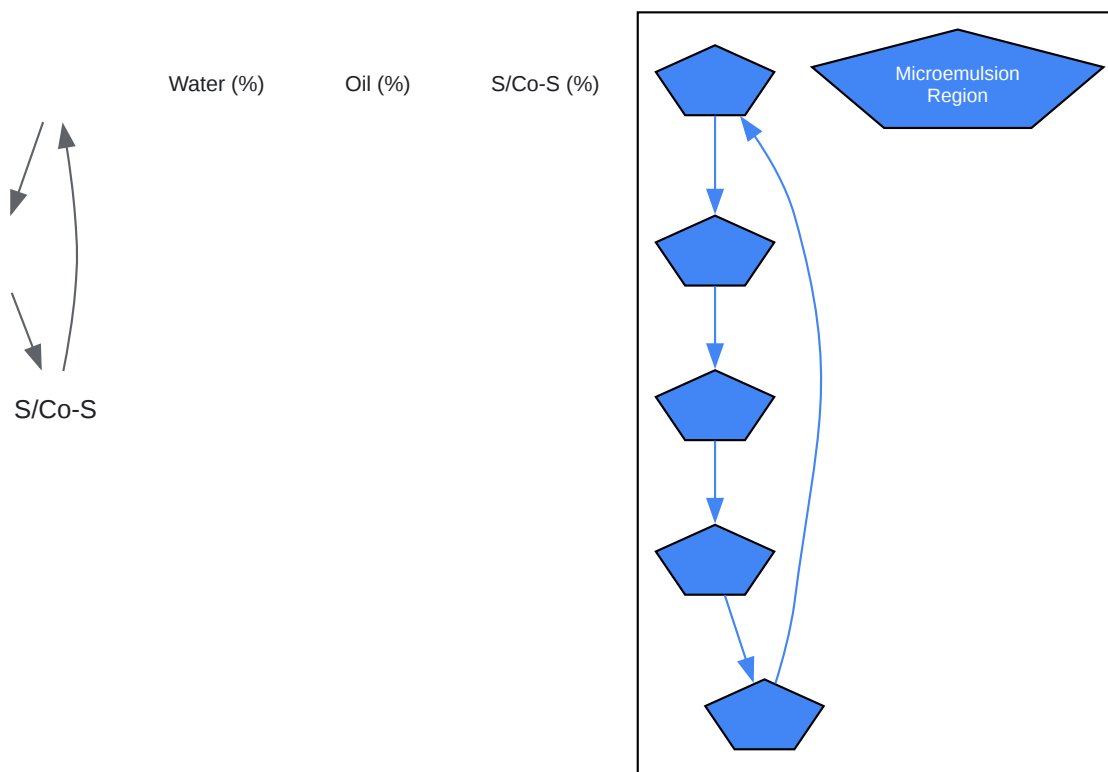 Water (%)
Oil (%)
S/Co-S (%)
Microemulsion
Region
S/Co-S